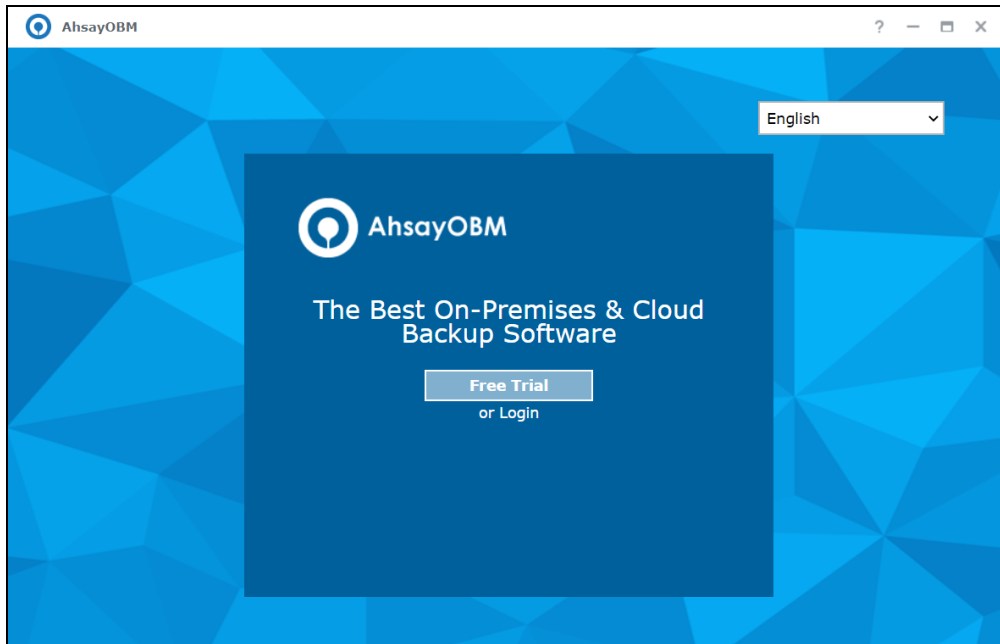 AhsayOBM
?
English
AhsayOBM
The Best On-Premises & Cloud
Backup Software
Free Trial
or Login